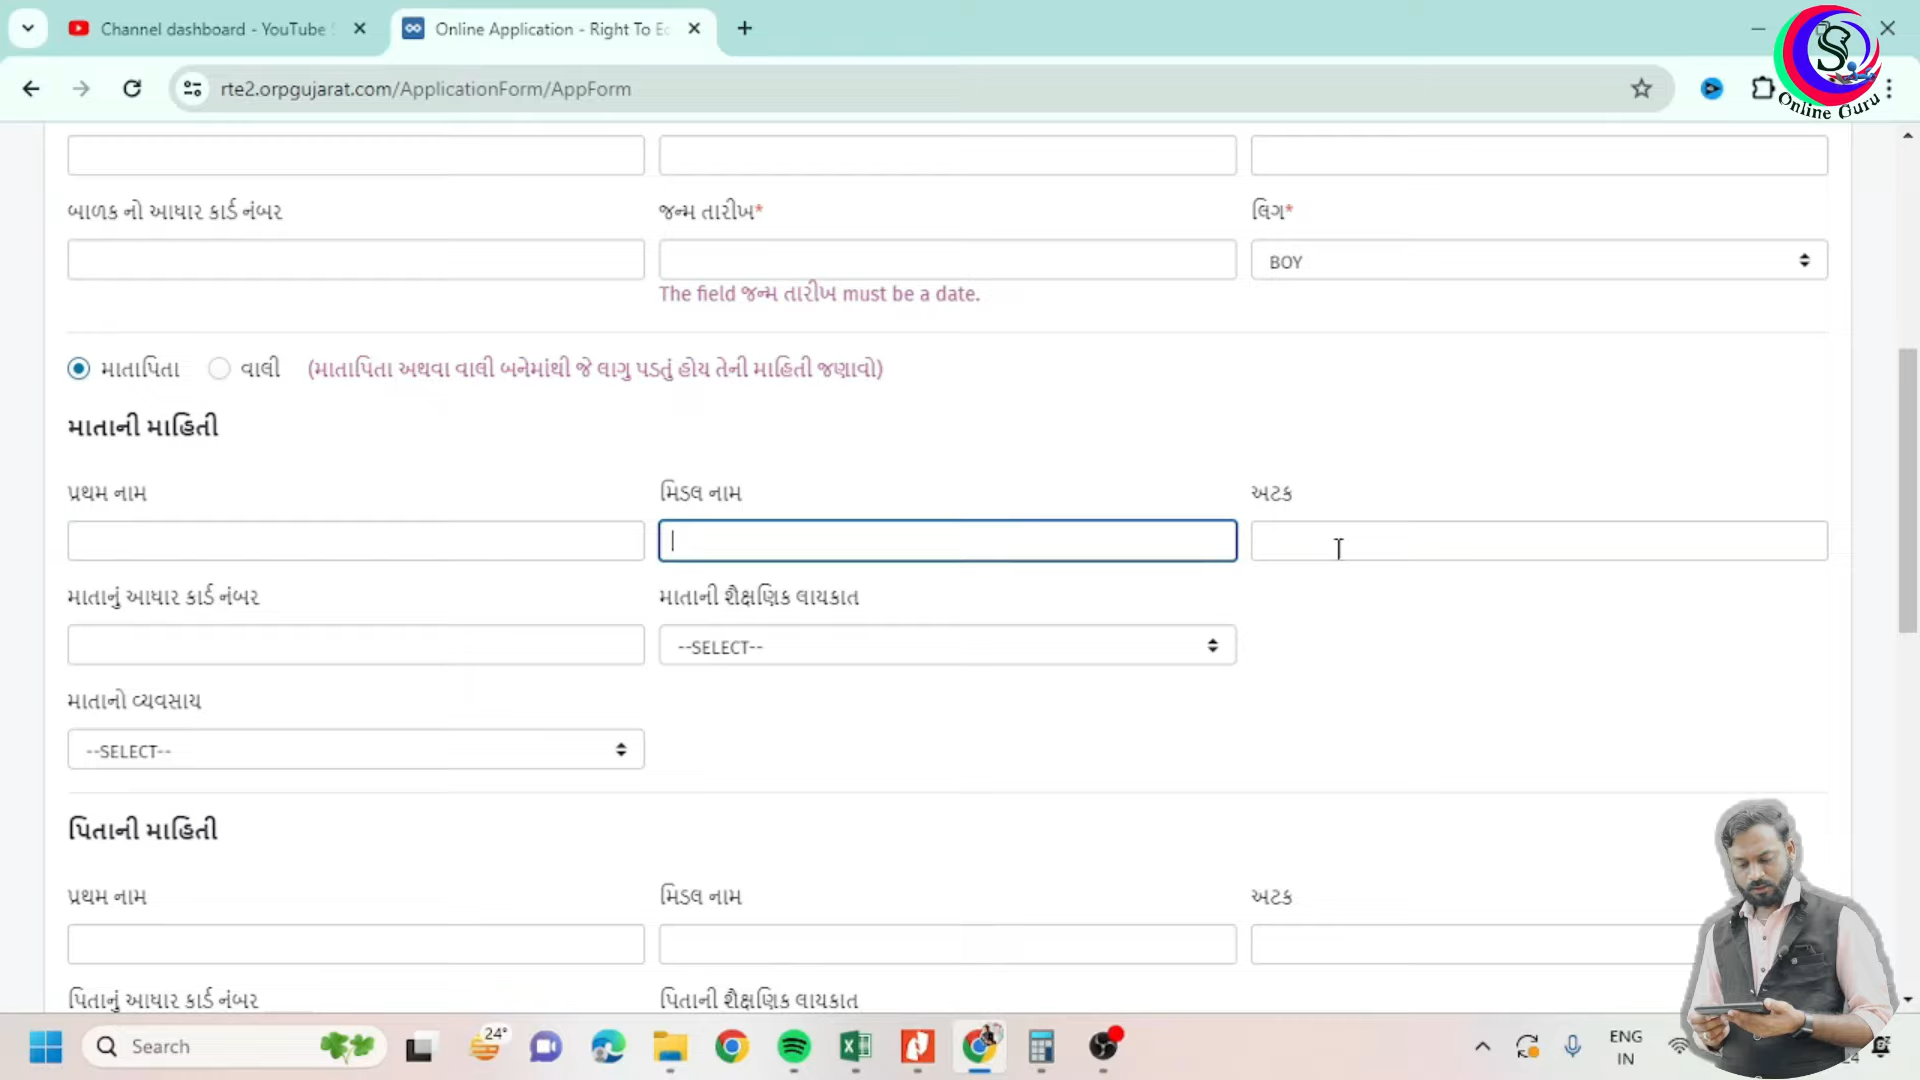 Channel dashboard - YouTube
Online Application - Right To Ec
rte2.orpgujarat.com/ApplicationForm/AppForm
Online Guru
બાળક નો આધાર કાર્ડ નંબર
જન્મ તારીખ*
લિગ*
BOY
The field જન્મ તારીખ must be a date.
માતાપિતા
વાલી
(માતાપિતા અથવા વાલી બનેમાંથી જે લાગુ પડતું હોય તેની માહિતી જણાવો)
માતાની માહિતી
પ્રથમ નામ
મિડલ નામ
અટક
માતાનું આધાર કાર્ડ નંબર
માતાની શૈક્ષણિક લાયકાત
--SELECT--
માતાનો વ્યવસાય
--SELECT--
પિતાની માહિતી
પ્રથમ નામ
મિડલ નામ
અટક
પિતાનું આધાર કાર્ડ નંબર
પિતાની શૈક્ષણિક લાયકાત
Search
24°
ENG
IN